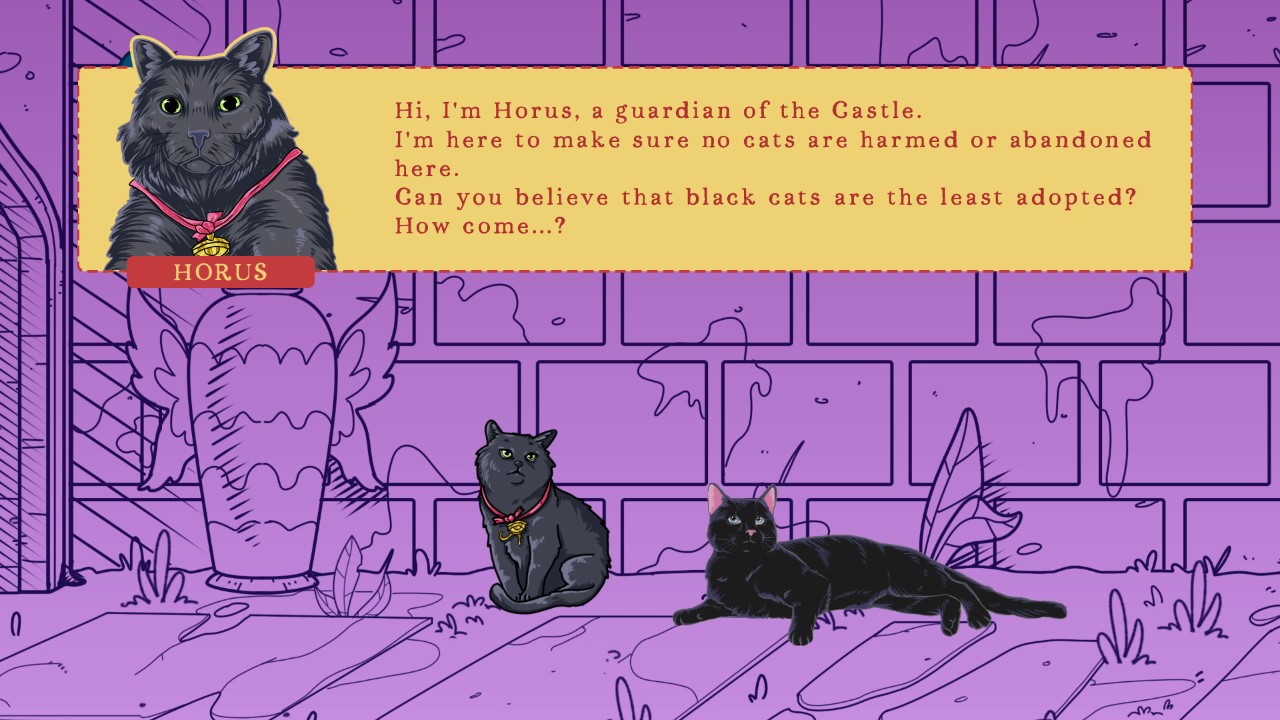 Hi, I'm Horus, a guardian of the Castle.
I'm here to make sure no cats are harmed or abandoned
here.
Can you believe that black cats are the least adopted?
How come...?
HORUS